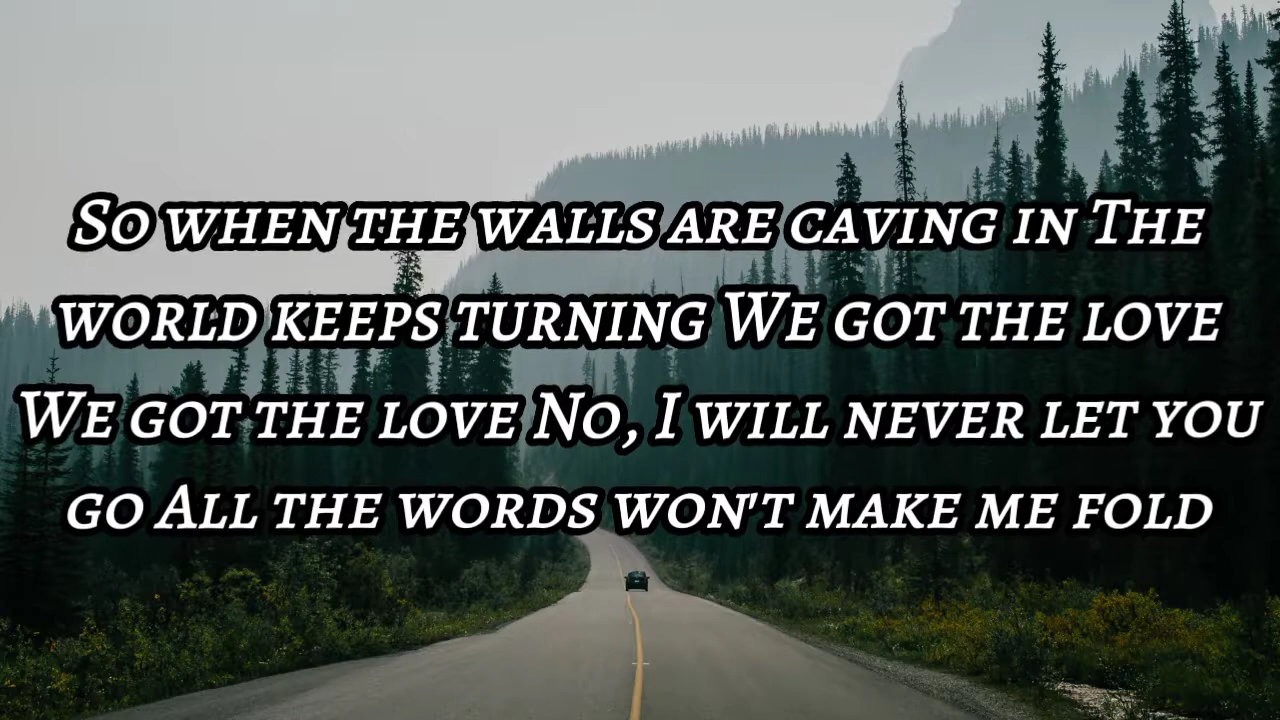 So when the walls are caving in The
world keeps turning We got the love
We got the love No, I will never let you
go All the words won't make me fold